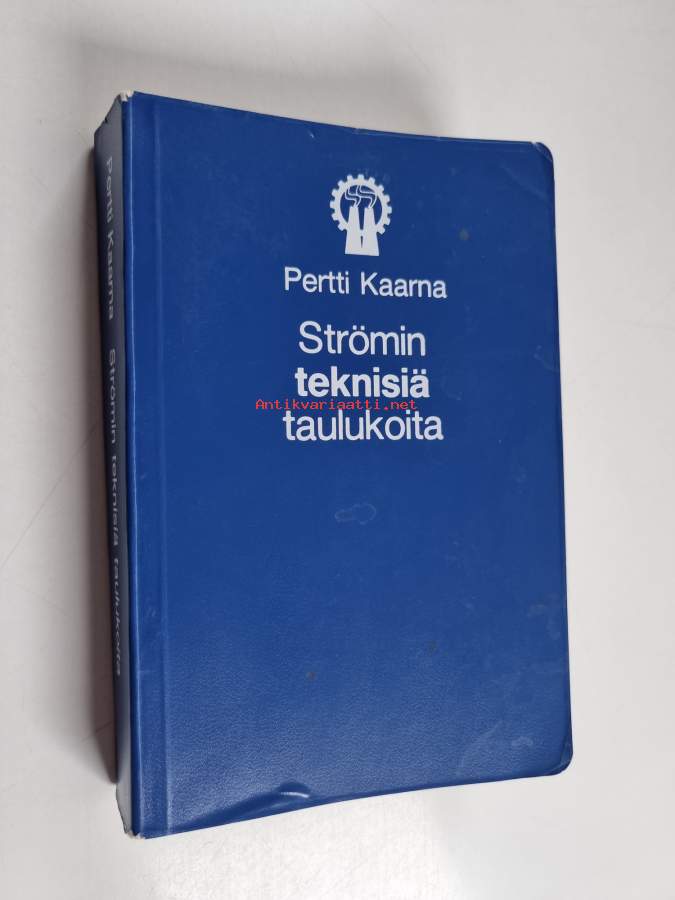 Pertti Kaarna
Strömin
teknisiä
Antikvariaatti.net
taulukoita
Pertti Kaarna Strömin teknisiä taulukoita